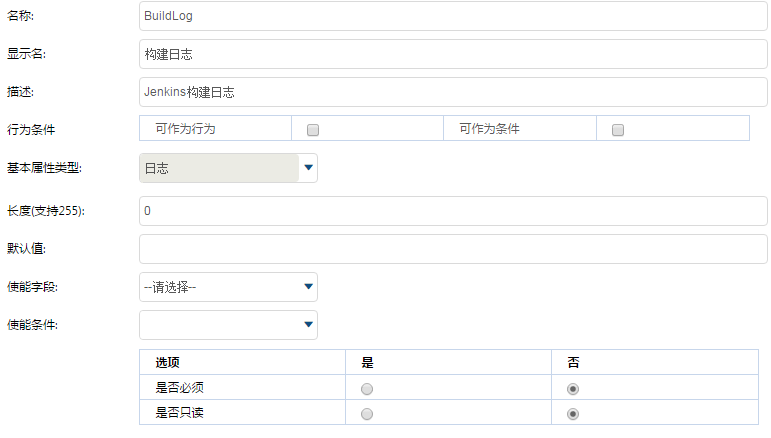 名称: BuildLog
显示名: 构建日志
描述: Jenkins构建日志
行为条件 可作为行为 可作为条件
基本属性类型: 日志
长度(支持255): 0
默认值:
使能字段: --请选择--
使能条件:
选项 是 否
是否必须
是否只读